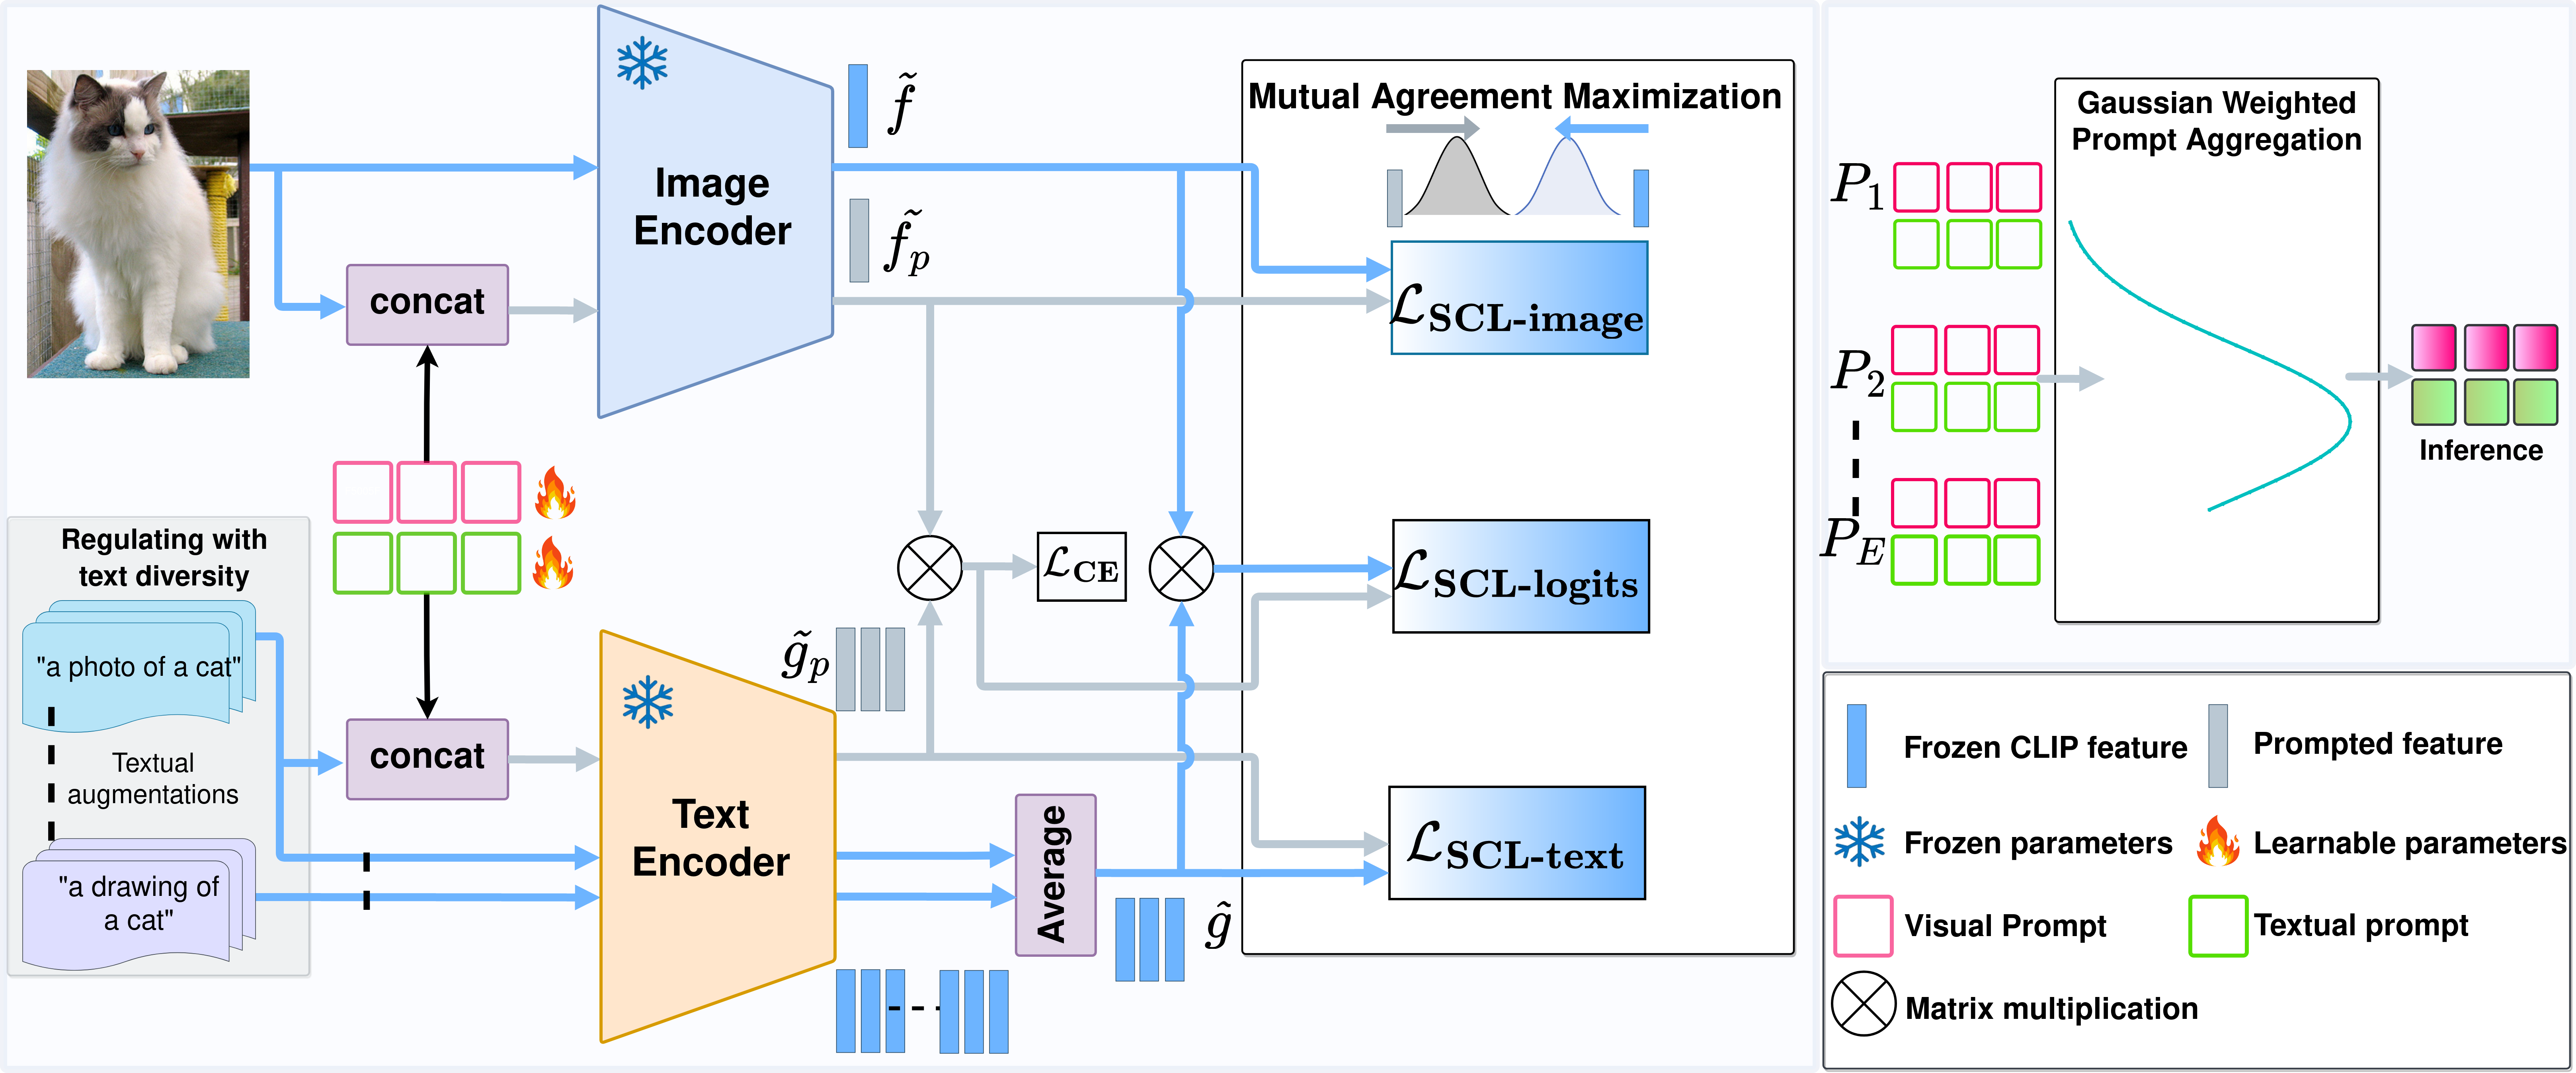 Image
Encoder
concat
Regulating with
text diversity
"a photo of a cat"
Textual
augmentations
"a drawing of
a cat"
concat
Text
Encoder
Average
$\tilde{f}$
$\tilde{f}_p$
$\tilde{g}_p$
$\tilde{g}$
$\mathcal{L}_{\text{CE}}$
Mutual Agreement Maximization
$\mathcal{L}_{\text{SCL-image}}$
$\mathcal{L}_{\text{SCL-logits}}$
$\mathcal{L}_{\text{SCL-text}}$
Gaussian Weighted
Prompt Aggregation
$P_1$
$P_2$
$P_E$
Inference
Frozen CLIP feature
Prompted feature
Frozen parameters
Learnable parameters
Visual Prompt
Textual prompt
Matrix multiplication